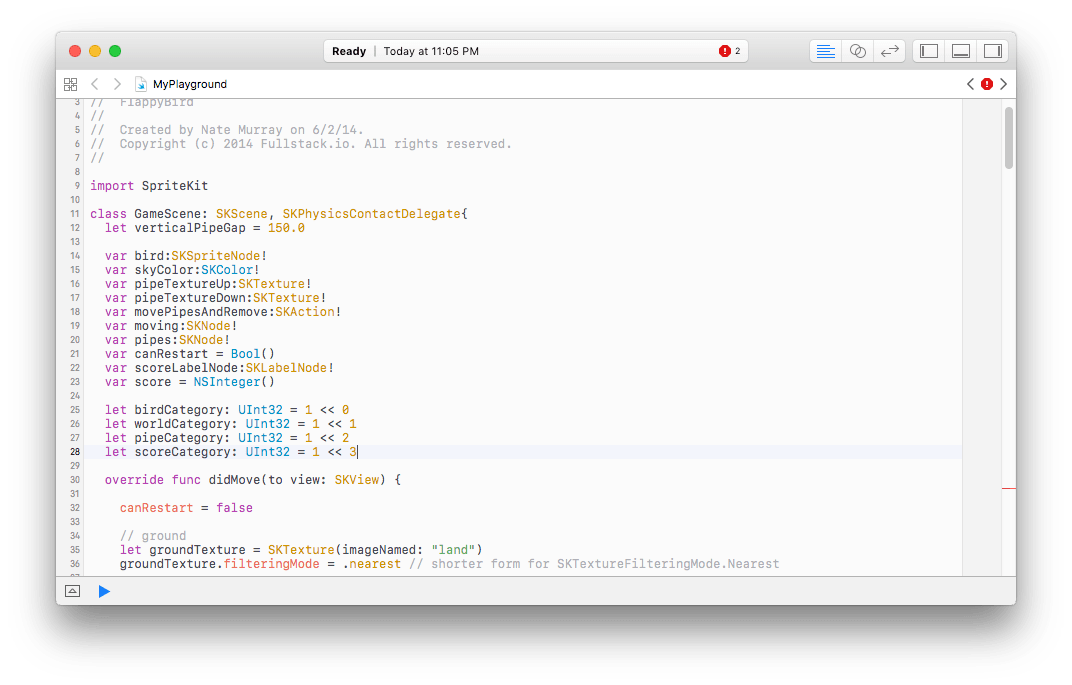 Ready | Today at 11:05 PM
2
MyPlayground
3 // FlappyBird
4 //
5 //  Created by Nate Murray on 6/2/14.
6 //  Copyright (c) 2014 Fullstack.io. All rights reserved.
7 //
8
9 import SpriteKit
10
11 class GameScene: SKScene, SKPhysicsContactDelegate{
12   let verticalPipeGap = 150.0
13
14   var bird:SKSpriteNode!
15   var skyColor:SKColor!
16   var pipeTextureUp:SKTexture!
17   var pipeTextureDown:SKTexture!
18   var movePipesAndRemove:SKAction!
19   var moving:SKNode!
20   var pipes:SKNode!
21   var canRestart = Bool()
22   var scoreLabelNode:SKLabelNode!
23   var score = NSInteger()
24
25   let birdCategory: UInt32 = 1 << 0
26   let worldCategory: UInt32 = 1 << 1
27   let pipeCategory: UInt32 = 1 << 2
28   let scoreCategory: UInt32 = 1 << 3
29
30   override func didMove(to view: SKView) {
31
32     canRestart = false
33
34     // ground
35     let groundTexture = SKTexture(imageNamed: "land")
36     groundTexture.filteringMode = .nearest // shorter form for SKTextureFilteringMode.Nearest